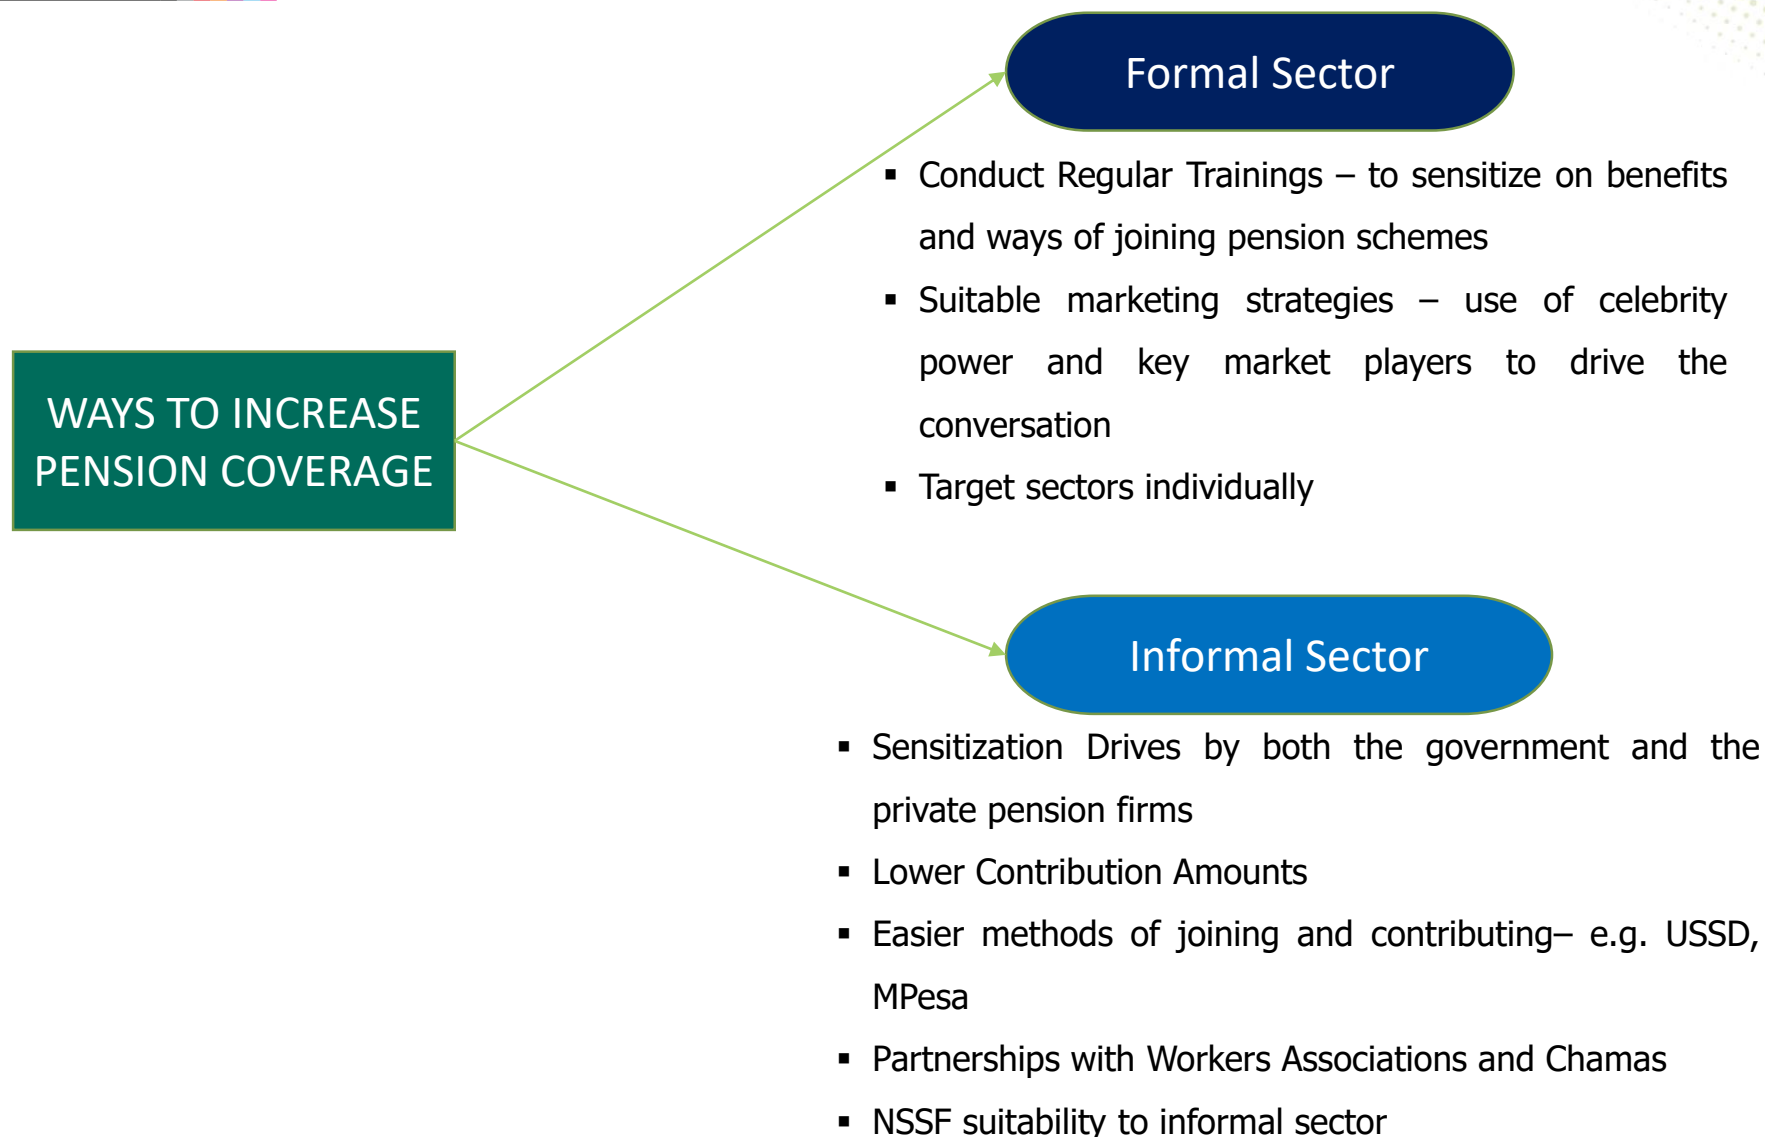 Formal Sector
▪ Conduct Regular Trainings – to sensitize on benefits
and ways of joining pension schemes
▪ Suitable marketing strategies – use of celebrity
power and key market players to drive the
conversation
▪ Target sectors individually
WAYS TO INCREASE
PENSION COVERAGE
Informal Sector
▪ Sensitization Drives by both the government and the
private pension firms
▪ Lower Contribution Amounts
▪ Easier methods of joining and contributing– e.g. USSD,
MPesa
▪ Partnerships with Workers Associations and Chamas
▪ NSSF suitability to informal sector